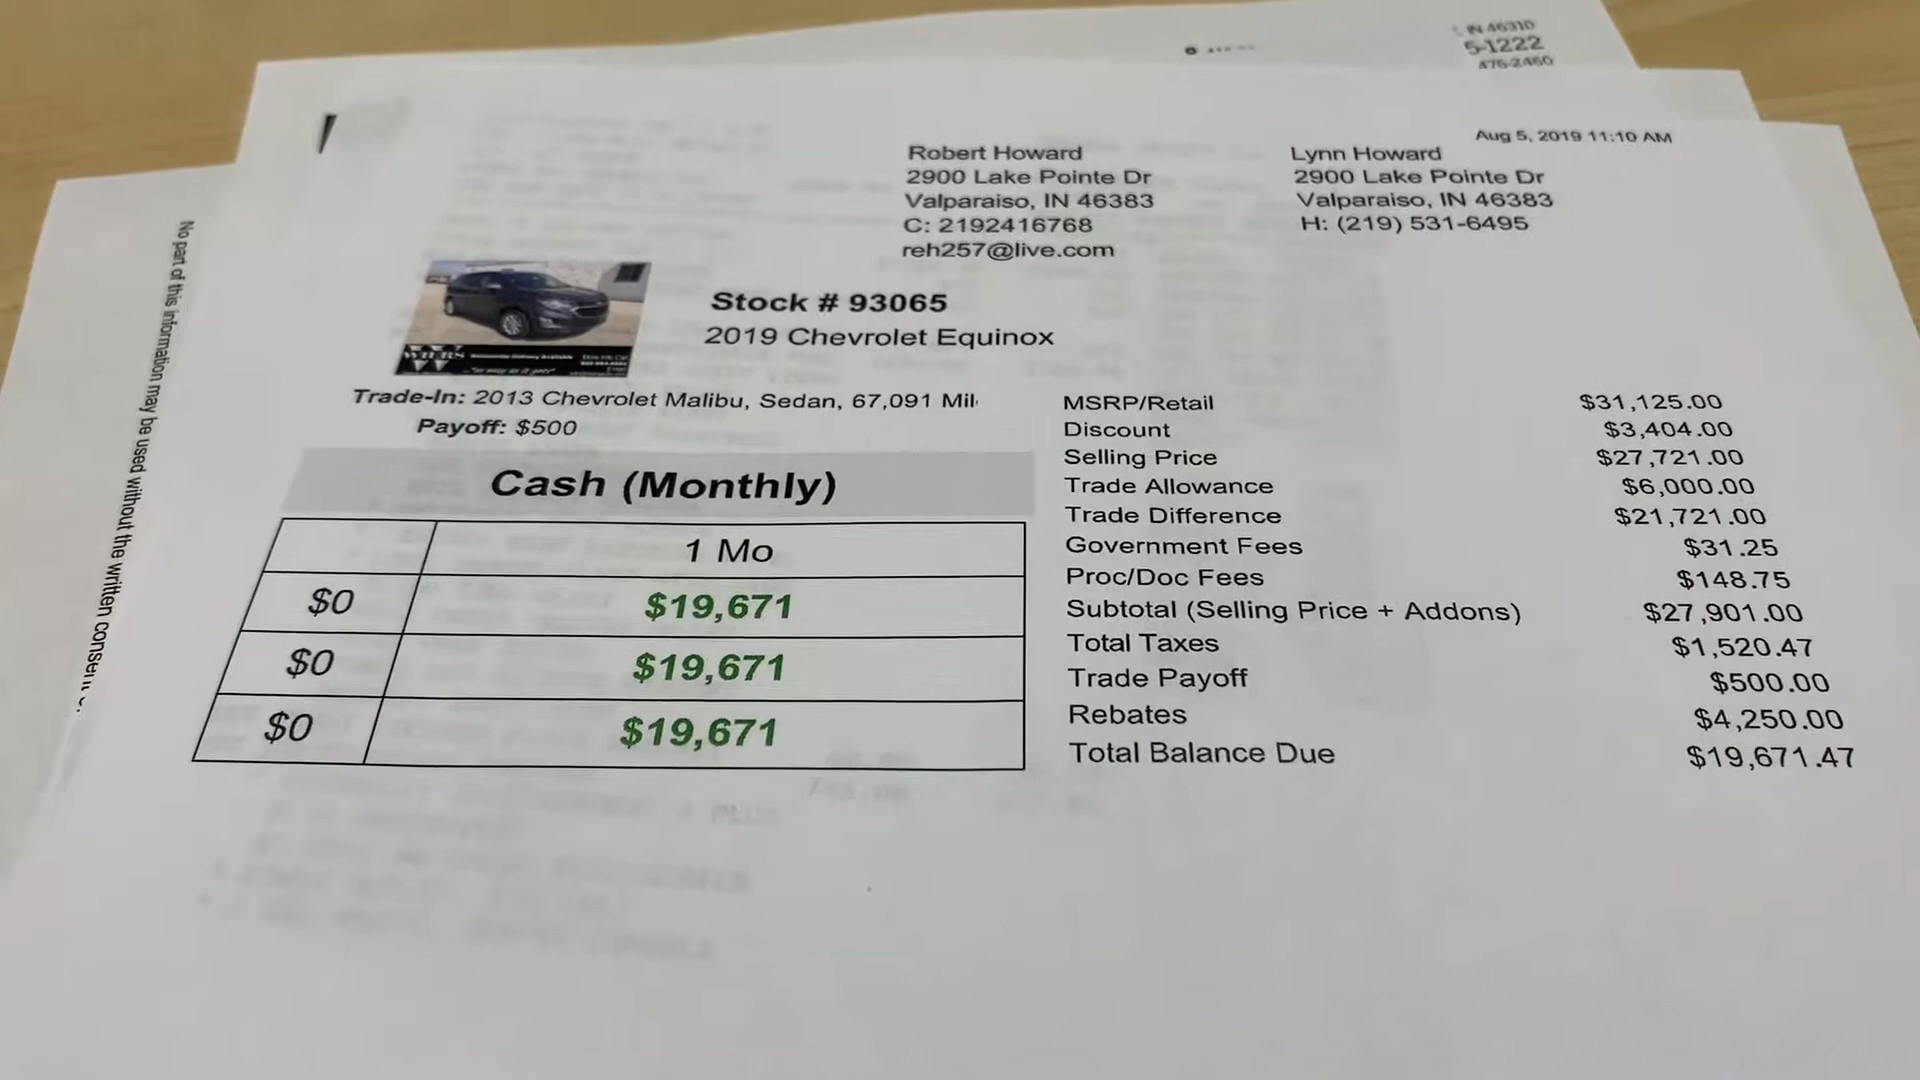 IN 46310
5-1222
476-2460
Aug 5, 2019 11:10 AM
Robert Howard
2900 Lake Pointe Dr
Valparaiso, IN 46383
C: 2192416768
reh257@live.com
Lynn Howard
2900 Lake Pointe Dr
Valparaiso, IN 46383
H: (219) 531-6495
Stock # 93065
2019 Chevrolet Equinox
Trade-In: 2013 Chevrolet Malibu, Sedan, 67,091 Mil
Payoff: $500
Cash (Monthly)
1 Mo
$0 $19,671
$0 $19,671
$0 $19,671
MSRP/Retail $31,125.00
Discount $3,404.00
Selling Price $27,721.00
Trade Allowance $6,000.00
Trade Difference $21,721.00
Government Fees $31.25
Proc/Doc Fees $148.75
Subtotal (Selling Price + Addons) $27,901.00
Total Taxes $1,520.47
Trade Payoff $500.00
Rebates $4,250.00
Total Balance Due $19,671.47
No part of this information may be used without the written consent